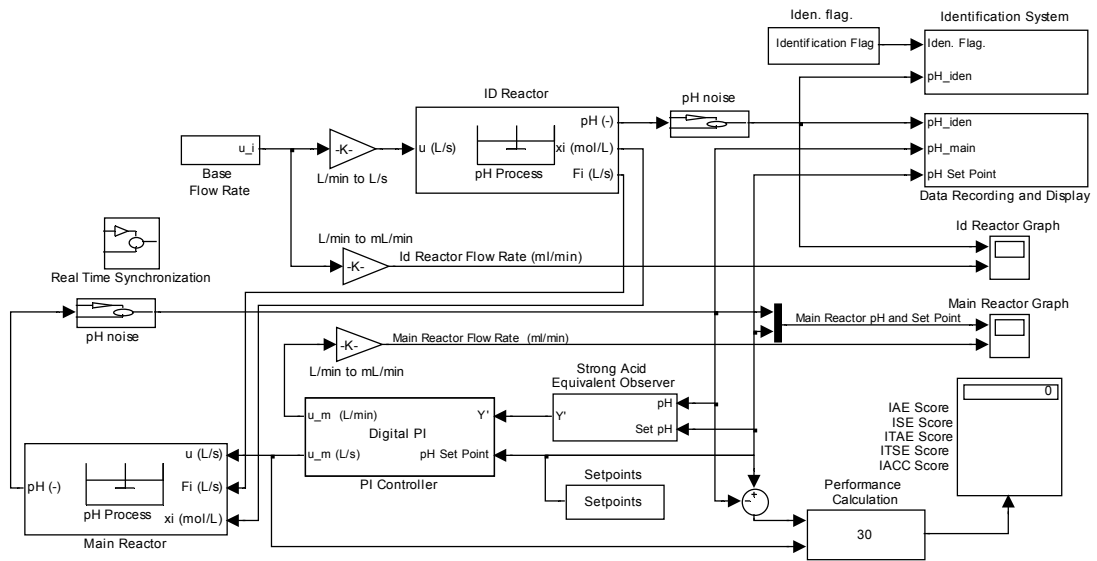 Iden. flag.
Identification Flag
Identification System
Iden. Flag.
pH_iden
ID Reactor
pH (-)
u (L/s)
xi (mol/L)
pH Process
Fi (L/s)
pH noise
pH_iden
pH_main
pH Set Point
Data Recording and Display
u_i
Base
Flow Rate
-K-
L/min to L/s
L/min to mL/min
-K-
Id Reactor Flow Rate (ml/min)
Id Reactor Graph
Real Time Synchronization
pH noise
Main Reactor Graph
Main Reactor pH and Set Point
-K-
Main Reactor Flow Rate (ml/min)
L/min to mL/min
Strong Acid
Equivalent Observer
pH
Y'
Set pH
u_m (L/min)
Y'
Digital PI
u_m (L/s)
pH Set Point
PI Controller
Setpoints
Setpoints
0
IAE Score
ISE Score
ITAE Score
ITSE Score
IACC Score
Performance
Calculation
30
+
−
u (L/s)
pH (-)
Fi (L/s)
pH Process
xi (mol/L)
Main Reactor